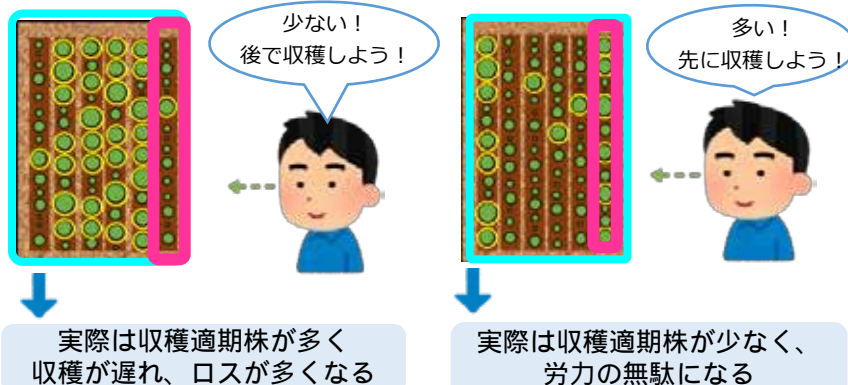 少ない！
後で収穫しよう！
多い！
先に収穫しよう！
実際は収穫適期株が多く
収穫が遅れ、ロスが多くなる
実際は収穫適期株が少なく、
労力の無駄になる